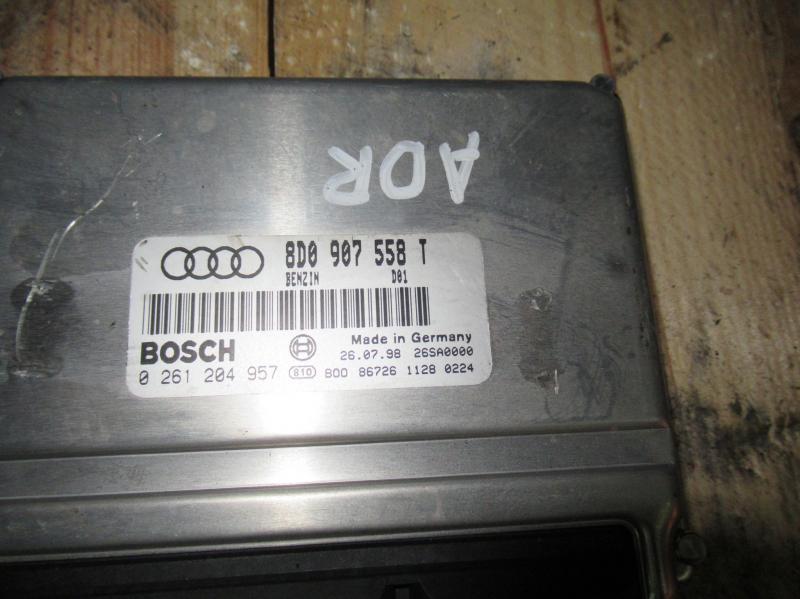 ADR
8D0 907 558 T
BENZIN D01
BOSCH Made in Germany
26.07.98 26SA0000
0 261 204 957 810 800 86726 1128 0224